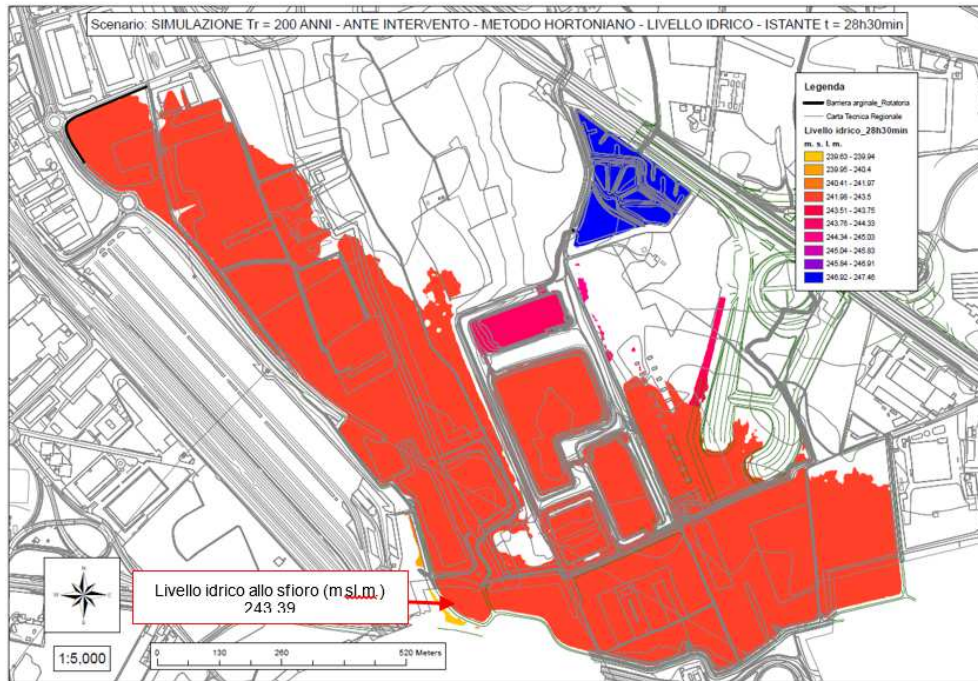 Scenario: SIMULAZIONE Tr = 200 ANNI - ANTE INTERVENTO - METODO HORTONIANO - LIVELLO IDRICO - ISTANTE t = 28h30min
Legenda
Barriera arginale_Rotatoria
Carta Tecnica Regionale
Livello idrico_28h30min
m. s. l. m.
239.63 - 239.94
239.95 - 240.4
240.41 - 241.97
241.98 - 243.5
243.51 - 243.75
243.76 - 244.33
244.34 - 245.03
245.04 - 245.83
245.84 - 246.91
246.92 - 247.46
Livello idrico allo sfioro (m sl.m.)
243.39
N
W E
S
1:5,000
0 130 260 520 Meters